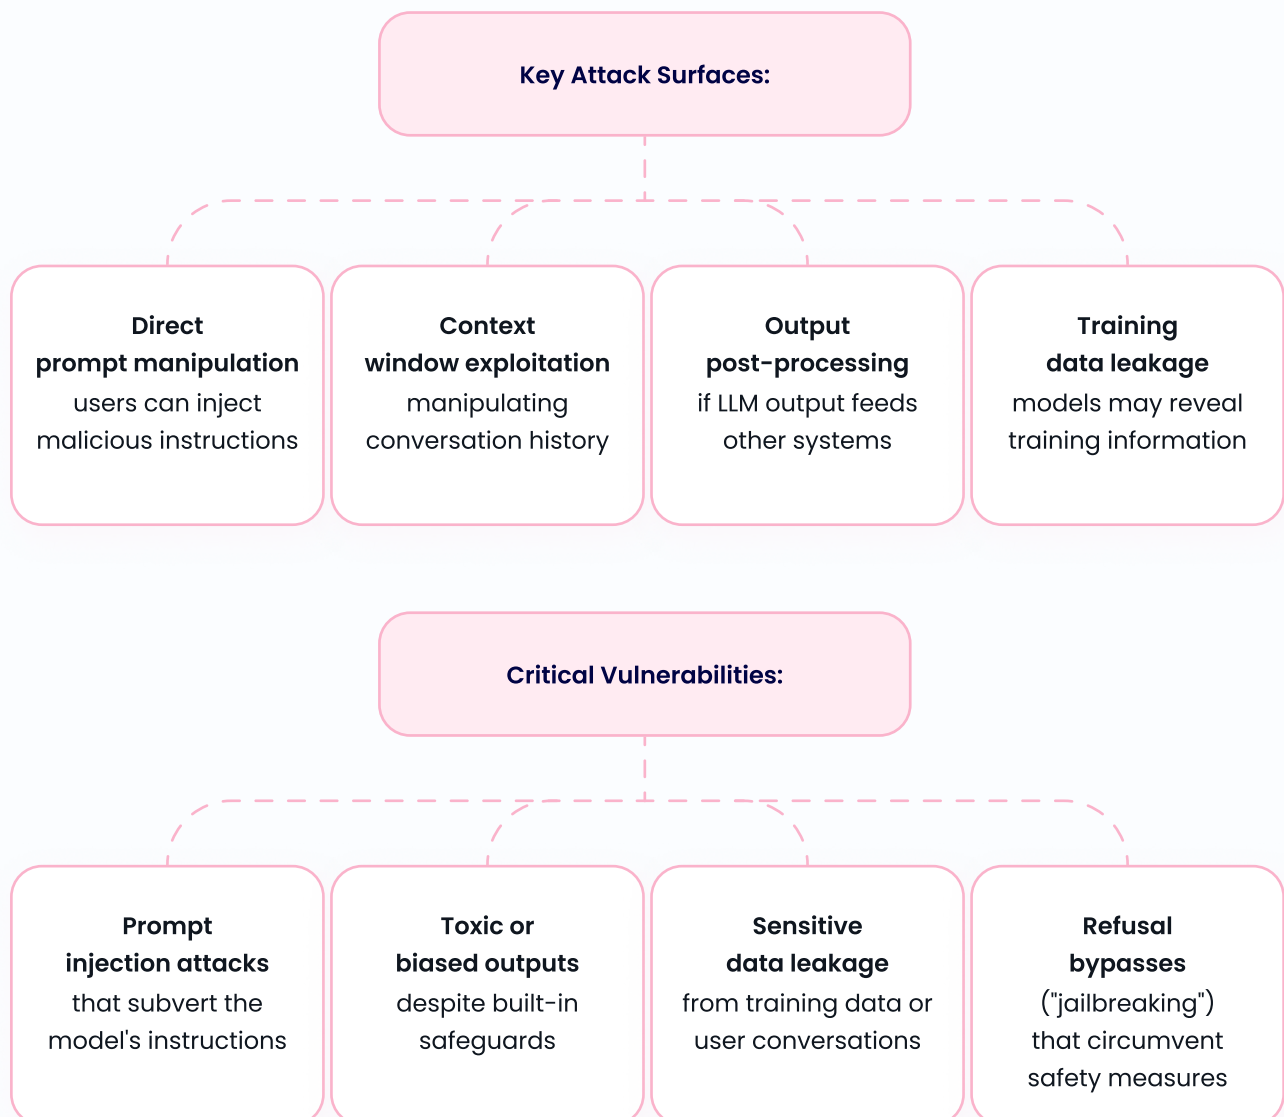 Key Attack Surfaces:
Direct
prompt manipulation
users can inject
malicious instructions
Context
window exploitation
manipulating
conversation history
Output
post-processing
if LLM output feeds
other systems
Training
data leakage
models may reveal
training information
Critical Vulnerabilities:
Prompt
injection attacks
that subvert the
model's instructions
Toxic or
biased outputs
despite built-in
safeguards
Sensitive
data leakage
from training data or
user conversations
Refusal
bypasses
("jailbreaking")
that circumvent
safety measures